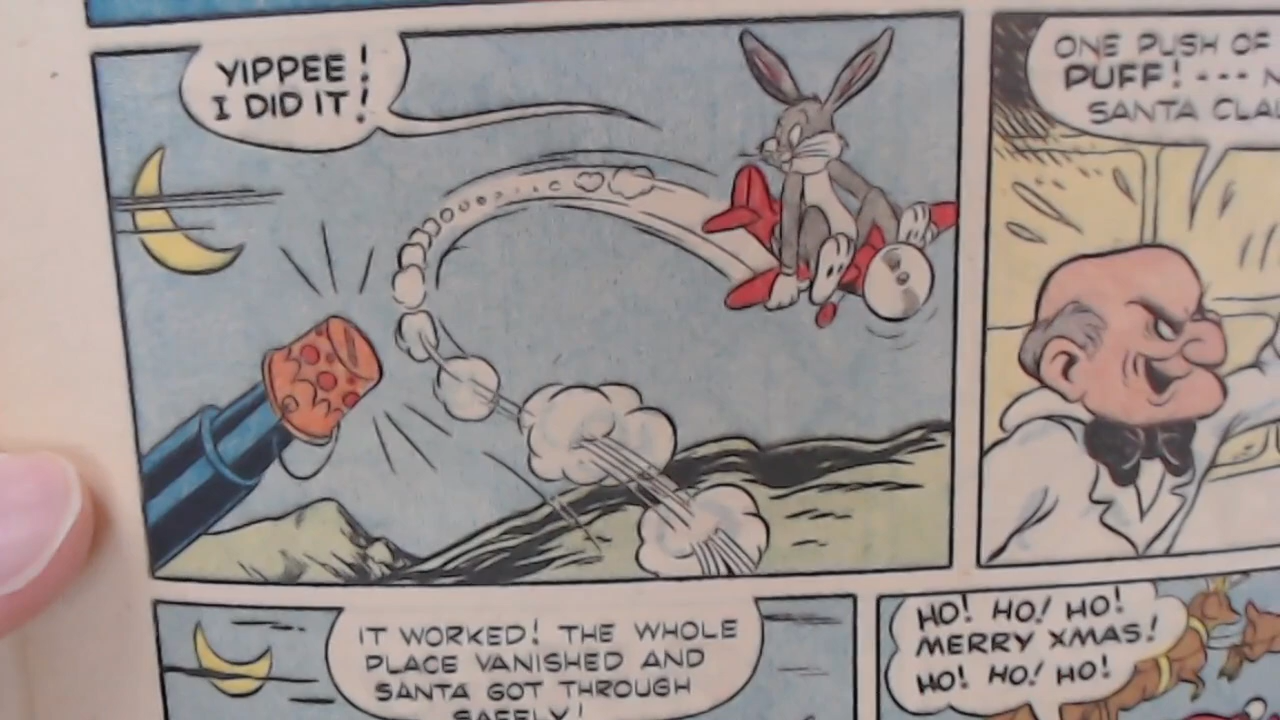 YIPPEE!
I DID IT!
ONE PUSH OF
PUFF! ---
SANTA
IT WORKED! THE WHOLE
PLACE VANISHED AND
SANTA GOT THROUGH
SAFELY!
HO! HO! HO!
MERRY XMAS!
HO! HO! HO!